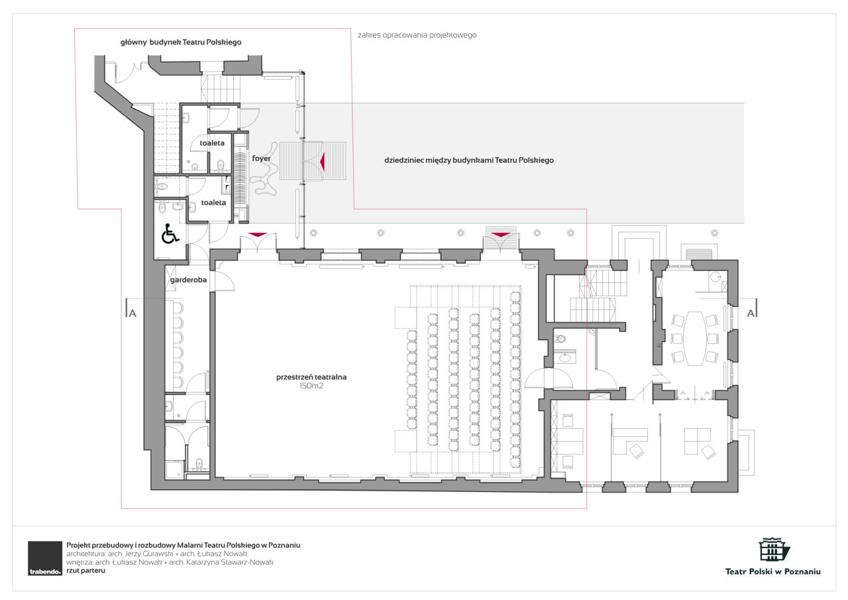 zakres opracowania projektowego
główny budynek Teatru Polskiego
toaleta
foyer
dziedziniec między budynkami Teatru Polskiego
toaleta
garderoba
A
A
przestrzeń teatralna
150m2
Projekt przebudowy i rozbudowy Malarni Teatru Polskiego w Poznaniu
architektura: arch. Jerzy Gurawski + arch. Łukasz Nowak
wnętrza: arch. Łukasz Nowak + arch. Katarzyna Sławarz-Nowak
rzut parteru
trabendo.
Teatr Polski w Poznaniu